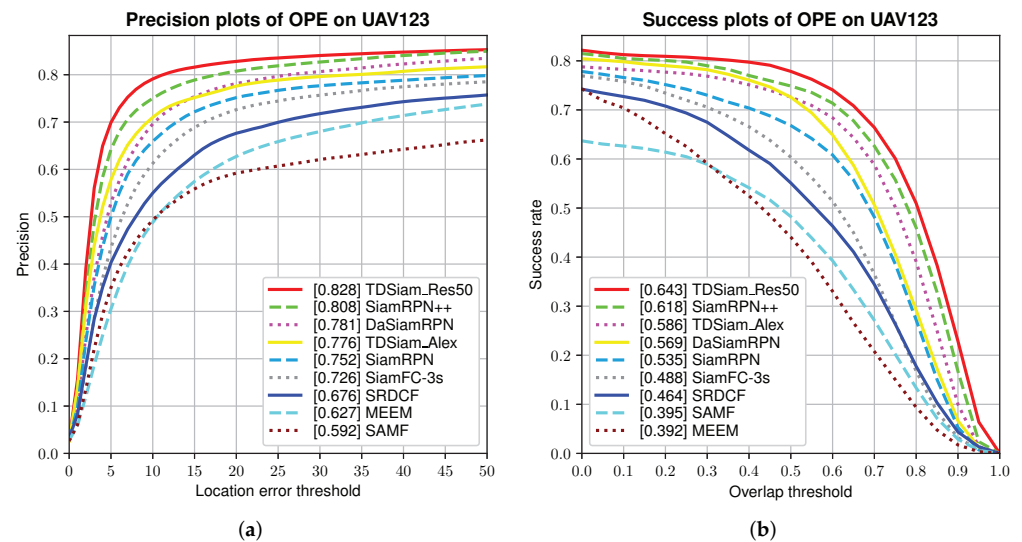 Precision plots of OPE on UAV123
0.8
0.7
0.6
0.5
0.4
0.3
0.2
0.1
0.0
Precision
[0.828] TDSiam_Res50
[0.808] SiamRPN++
[0.781] DaSiamRPN
[0.776] TDSiam_Alex
[0.752] SiamRPN
[0.726] SiamFC-3s
[0.676] SRDCF
[0.627] MEEM
[0.592] SAMF
0 5 10 15 20 25 30 35 40 45 50
Location error threshold
(a)
Success plots of OPE on UAV123
0.9
0.8
0.7
0.6
0.5
0.4
0.3
0.2
0.1
0.0
Success rate
[0.643] TDSiam_Res50
[0.618] SiamRPN++
[0.586] TDSiam_Alex
[0.569] DaSiamRPN
[0.535] SiamRPN
[0.488] SiamFC-3s
[0.464] SRDCF
[0.395] SAMF
[0.392] MEEM
0.0 0.1 0.2 0.3 0.4 0.5 0.6 0.7 0.8 0.9 1.0
Overlap threshold
(b)